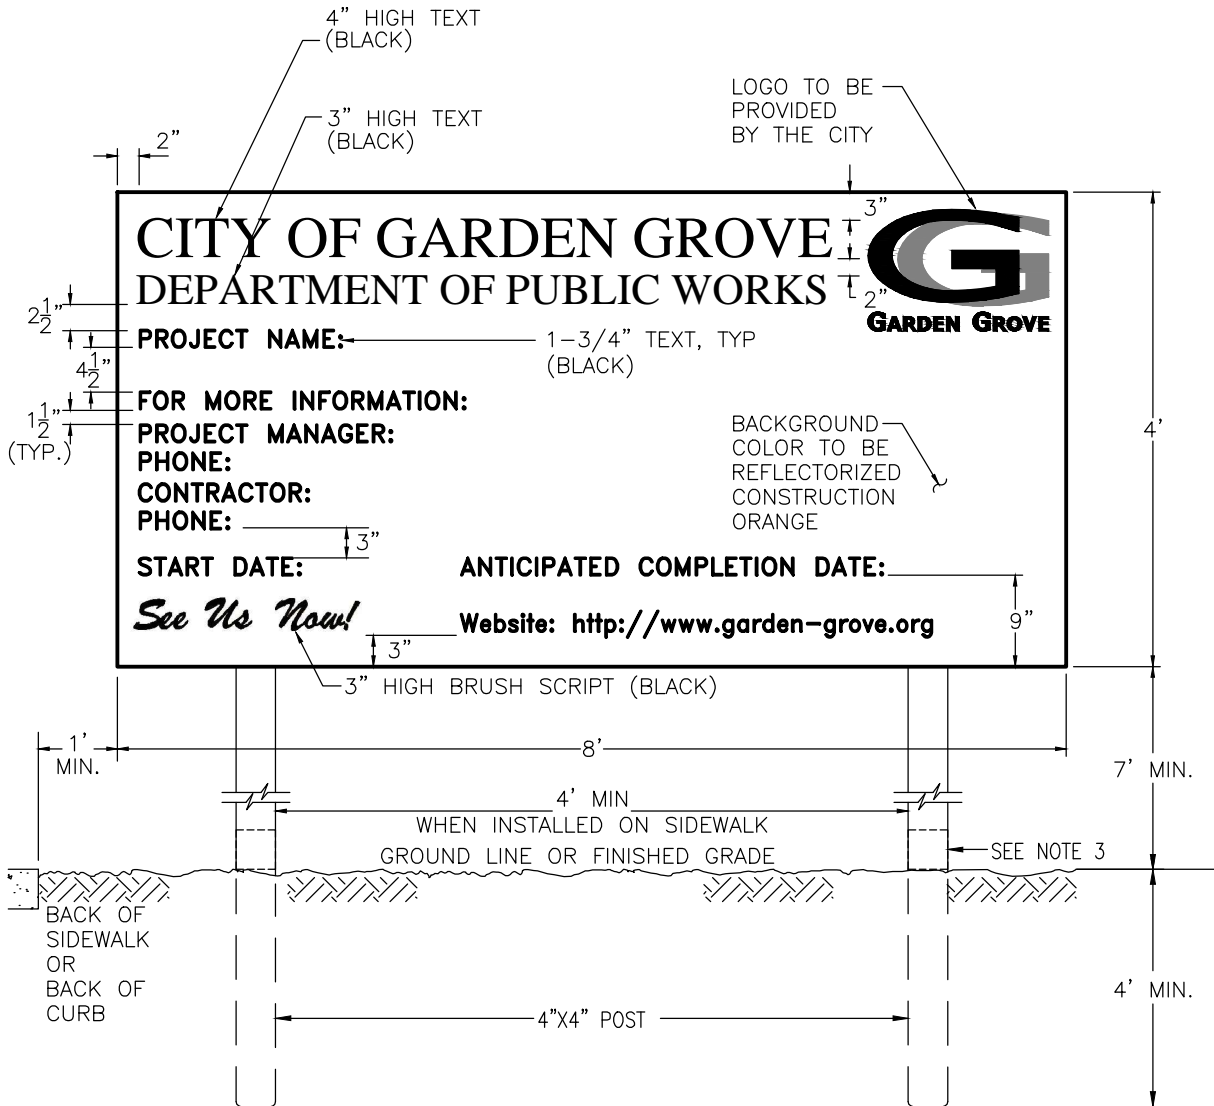 4” HIGH TEXT
(BLACK)
3” HIGH TEXT
(BLACK)
2”
LOGO TO BE
PROVIDED
BY THE CITY
CITY OF GARDEN GROVE
DEPARTMENT OF PUBLIC WORKS
3”
2”
GARDEN GROVE
2½”
PROJECT NAME:
1-3/4” TEXT, TYP
(BLACK)
4½”
FOR MORE INFORMATION:
1½”
(TYP.)
PROJECT MANAGER:
PHONE:
CONTRACTOR:
PHONE:
3”
BACKGROUND
COLOR TO BE
REFLECTORIZED
CONSTRUCTION
ORANGE
4'
START DATE:
ANTICIPATED COMPLETION DATE:
See Us Now!
Website: http://www.garden-grove.org
9”
3”
3” HIGH BRUSH SCRIPT (BLACK)
1'
MIN.
8'
7' MIN.
4' MIN
WHEN INSTALLED ON SIDEWALK
GROUND LINE OR FINISHED GRADE
SEE NOTE 3
BACK OF
SIDEWALK
OR
BACK OF
CURB
4' MIN.
4”X4” POST